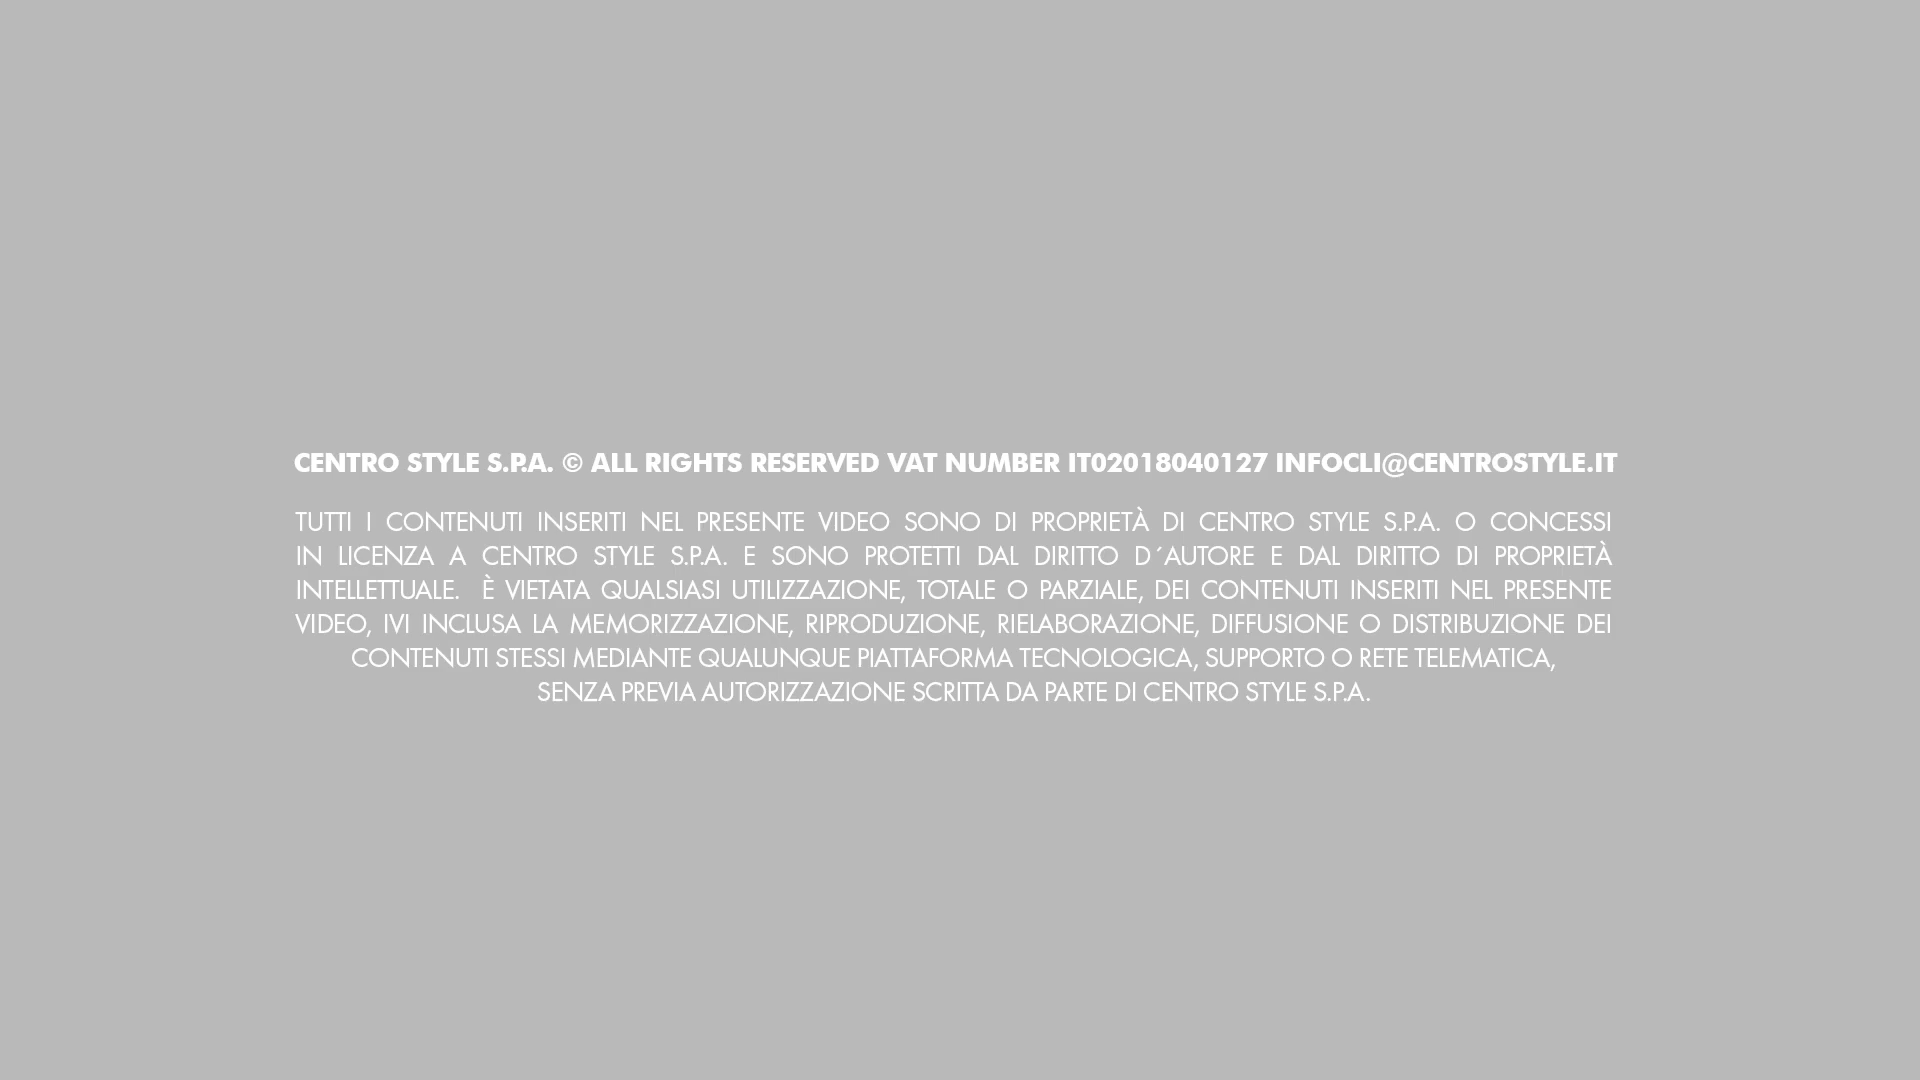 CENTRO STYLE S.P.A. © ALL RIGHTS RESERVED VAT NUMBER IT02018040127 INFOCLI@CENTROSTYLE.IT
TUTTI I CONTENUTI INSERITI NEL PRESENTE VIDEO SONO DI PROPRIETÀ DI CENTRO STYLE S.P.A. O CONCESSI
IN LICENZA A CENTRO STYLE S.P.A. E SONO PROTETTI DAL DIRITTO D´AUTORE E DAL DIRITTO DI PROPRIETÀ
INTELLETTUALE. È VIETATA QUALSIASI UTILIZZAZIONE, TOTALE O PARZIALE, DEI CONTENUTI INSERITI NEL PRESENTE
VIDEO, IVI INCLUSA LA MEMORIZZAZIONE, RIPRODUZIONE, RIELABORAZIONE, DIFFUSIONE O DISTRIBUZIONE DEI
CONTENUTI STESSI MEDIANTE QUALUNQUE PIATTAFORMA TECNOLOGICA, SUPPORTO O RETE TELEMATICA,
SENZA PREVIA AUTORIZZAZIONE SCRITTA DA PARTE DI CENTRO STYLE S.P.A.